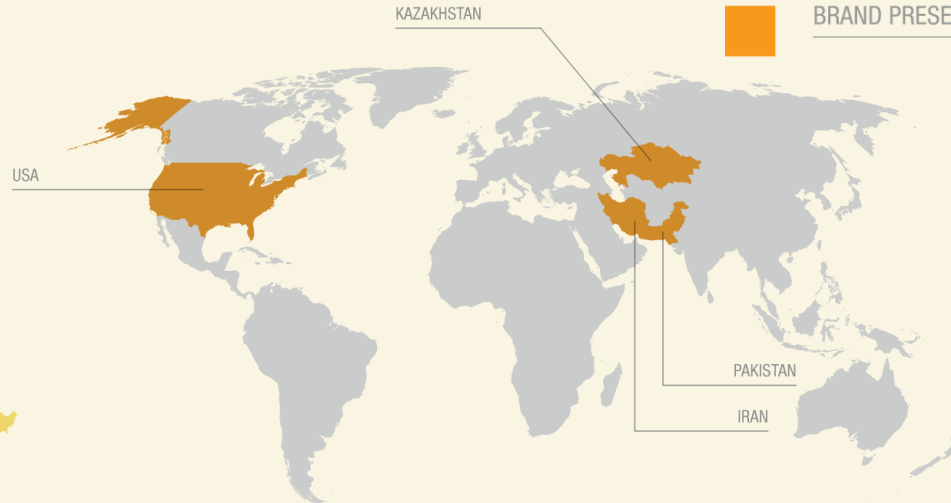 KAZAKHSTAN
BRAND PRESE
USA
PAKISTAN
IRAN